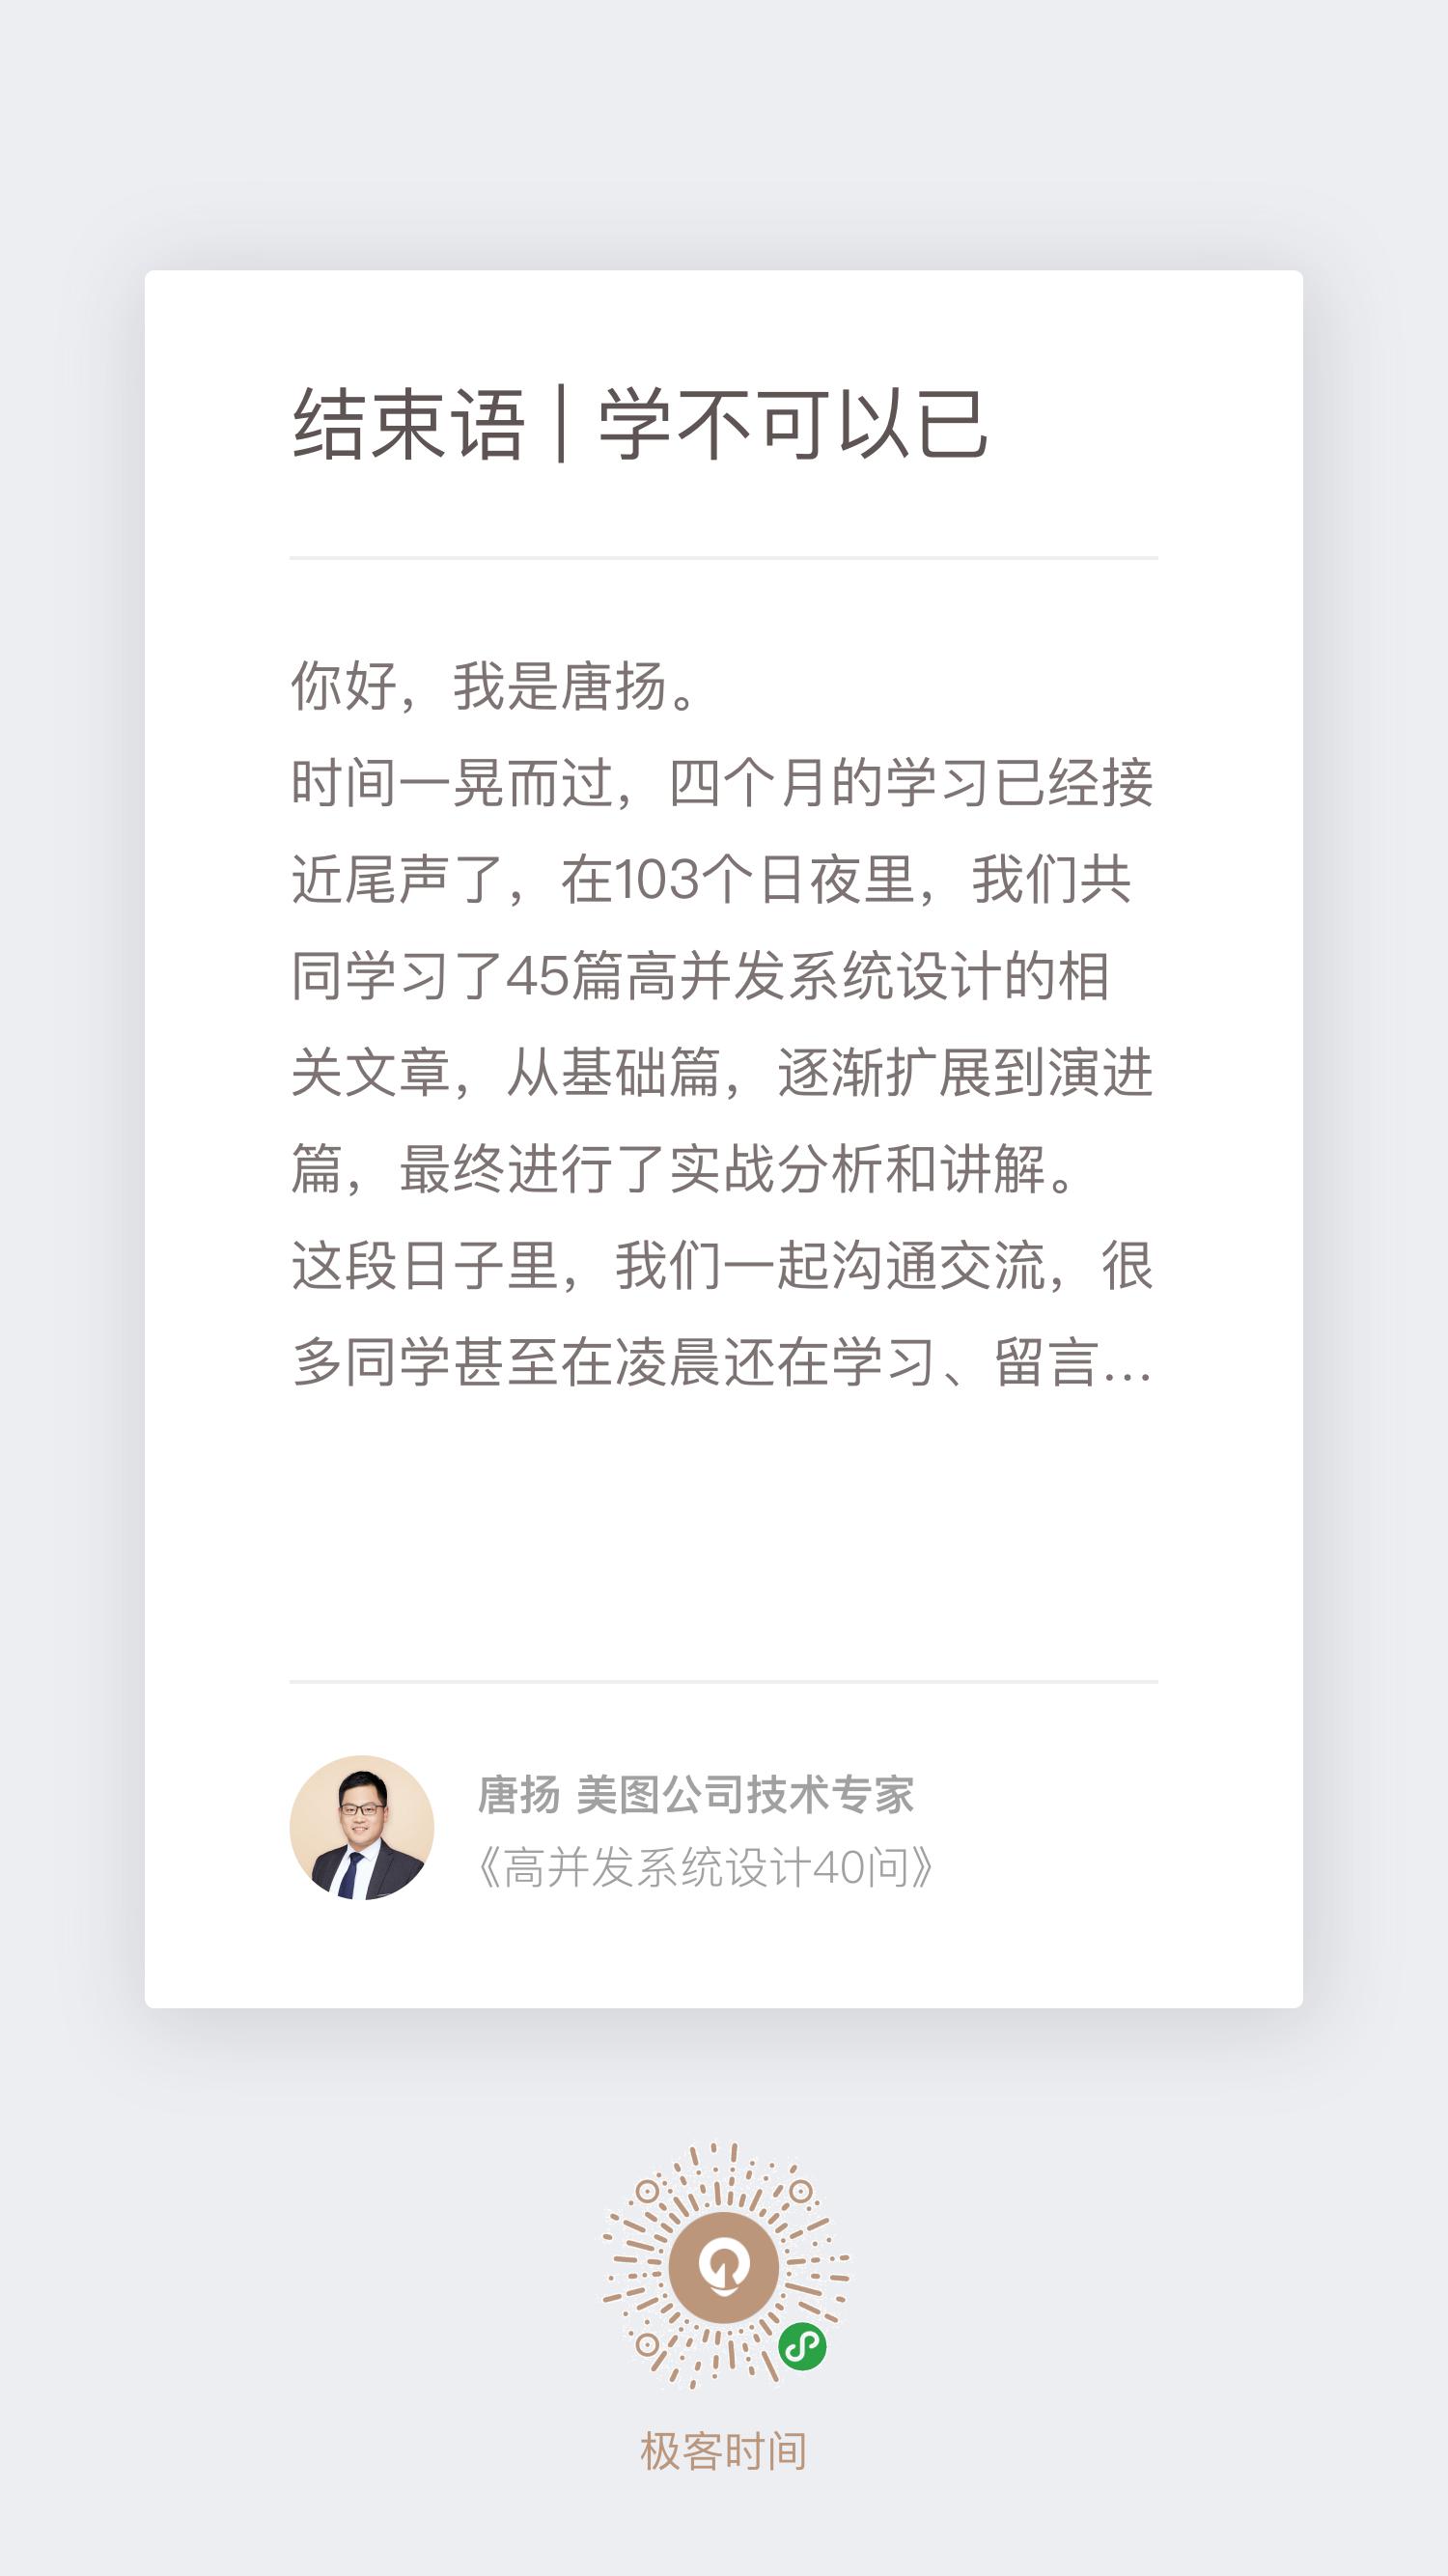 结束语 | 学不可以已
你好，我是唐扬。
时间一晃而过，四个月的学习已经接
近尾声了，在103个日夜里，我们共
同学习了45篇高并发系统设计的相
关文章，从基础篇，逐渐扩展到演进
篇，最终进行了实战分析和讲解。
这段日子里，我们一起沟通交流，很
多同学甚至在凌晨还在学习、留言...
唐扬 美图公司技术专家
《高并发系统设计40问》
极客时间